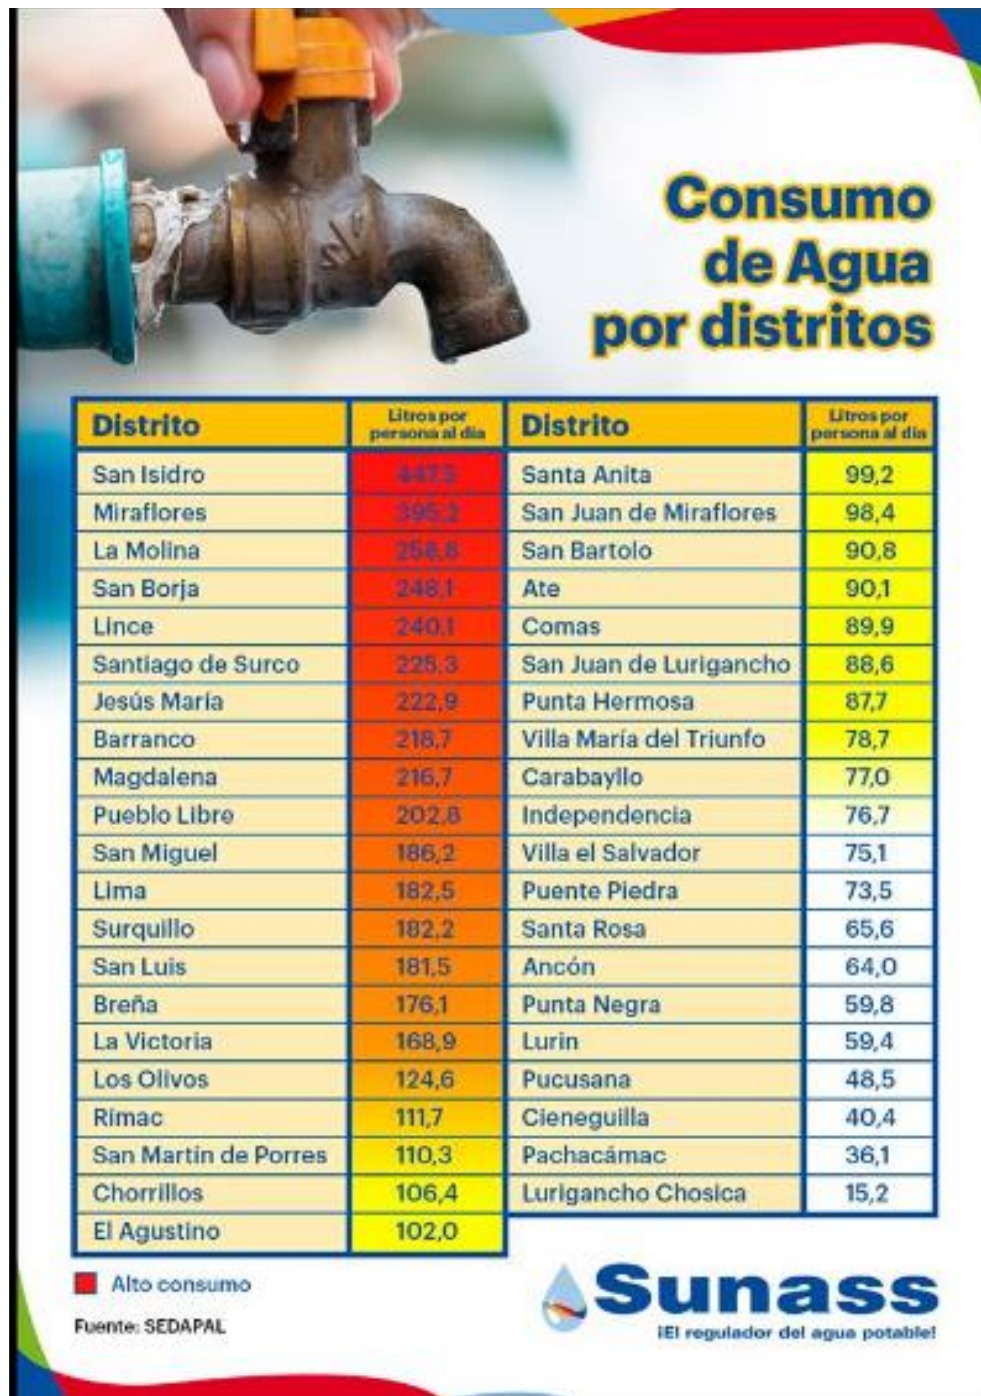 Consumo
de Agua
por distritos
Distrito Litros por persona al día Distrito Litros por persona al día
San Isidro 447,5 Santa Anita 99,2
Miraflores 395,2 San Juan de Miraflores 98,4
La Molina 258,8 San Bartolo 90,8
San Borja 248,1 Ate 90,1
Lince 240,1 Comas 89,9
Santiago de Surco 225,3 San Juan de Lurigancho 88,6
Jesús María 222,9 Punta Hermosa 87,7
Barranco 218,7 Villa María del Triunfo 78,7
Magdalena 216,7 Carabayllo 77,0
Pueblo Libre 202,8 Independencia 76,7
San Miguel 186,2 Villa el Salvador 75,1
Lima 182,5 Puente Piedra 73,5
Surquillo 182,2 Santa Rosa 65,6
San Luis 181,5 Ancón 64,0
Breña 176,1 Punta Negra 59,8
La Victoria 168,9 Lurin 59,4
Los Olivos 124,6 Pucusana 48,5
Rímac 111,7 Cieneguilla 40,4
San Martín de Porres 110,3 Pachacámac 36,1
Chorrillos 106,4 Lurigancho Chosica 15,2
El Agustino 102,0
Alto consumo
Fuente: SEDAPAL
Sunass
¡El regulador del agua potable!